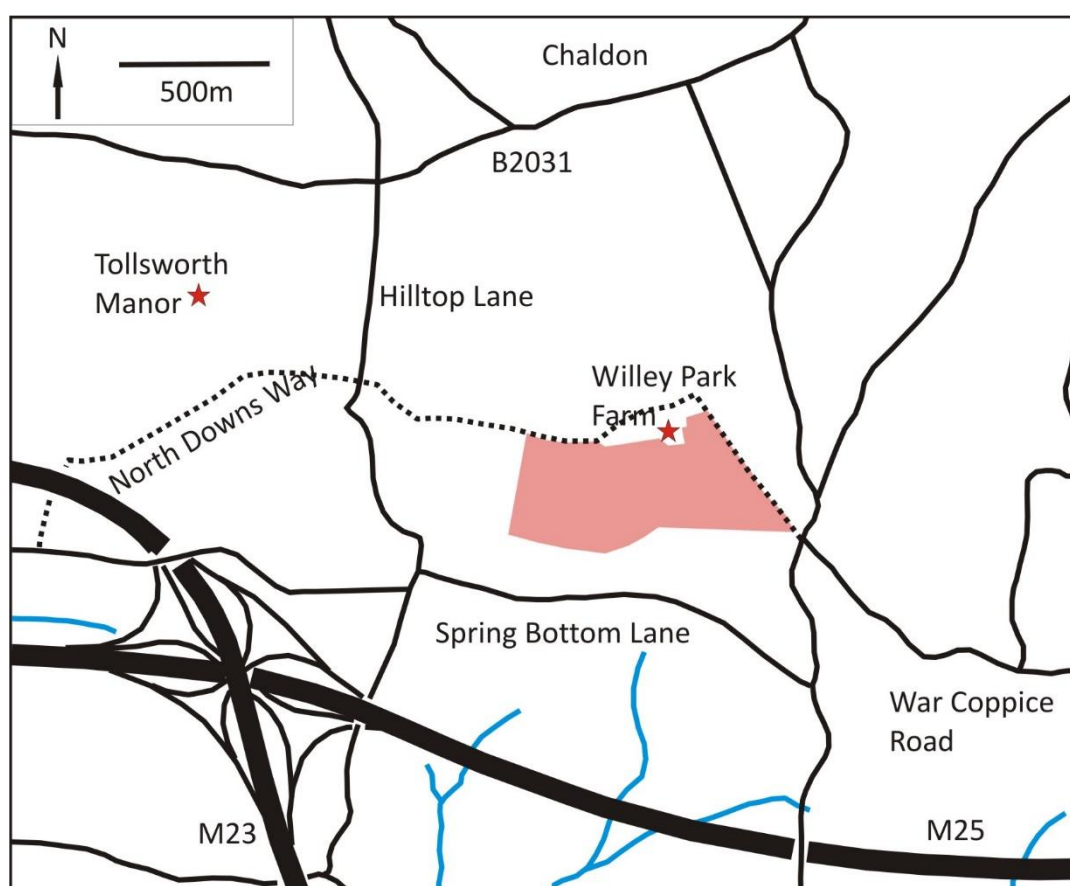 N
500m
Chaldon
B2031
Tollsworth
Manor
Hilltop Lane
Willey Park
Farm
North Downs Way
Spring Bottom Lane
War Coppice
Road
M23
M25